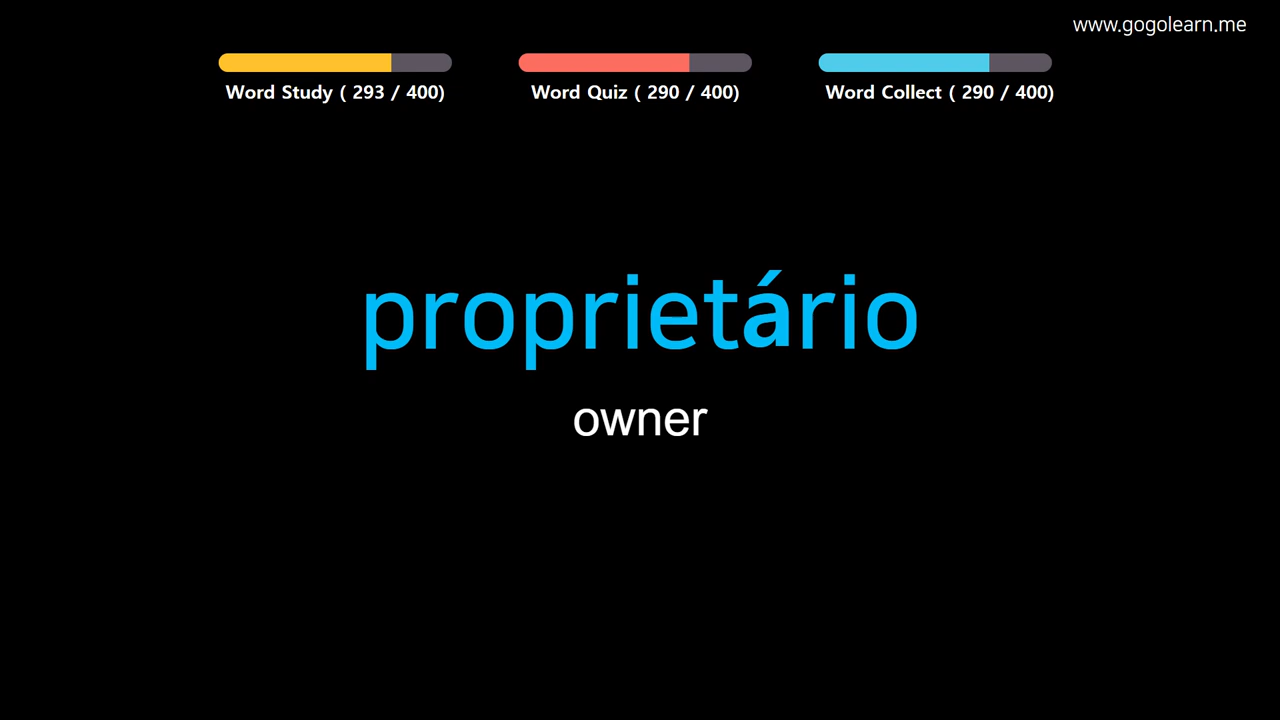 www.gogolearn.me
Word Study ( 293 / 400)
Word Quiz ( 290 / 400)
Word Collect ( 290 / 400)
proprietário
owner